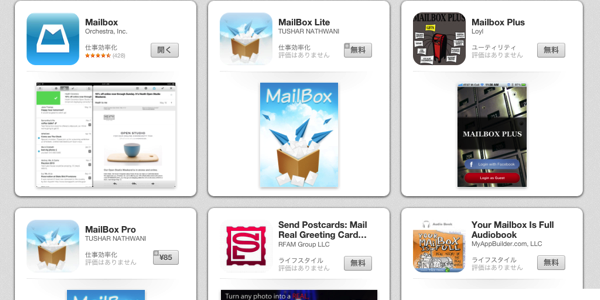 Mailbox
Orchestra, Inc.
仕事効率化
(428)
開く
OPEN STUDIO
MailBox Lite
TUSHAR NATHWANI
仕事効率化
評価はありません
無料
MailBox
MAILBOX PLUS
Mailbox Plus
Loyl
ユーティリティ
評価はありません
無料
MAILBOX PLUS
Login with Facebook
Login as Guest
MailBox Pro
TUSHAR NATHWANI
仕事効率化
評価はありません
¥85
MailBox
Send Postcards: Mail
Real Greeting Card...
RFAM Group LLC
ライフスタイル
評価はありません
無料
Turn any photo into a
Audio Book
YOUR
MAILBOX
IS FULL
Your Mailbox Is Full
Audiobook
MyAppBuilder.com, LLC
ライフスタイル
評価はありません
無料